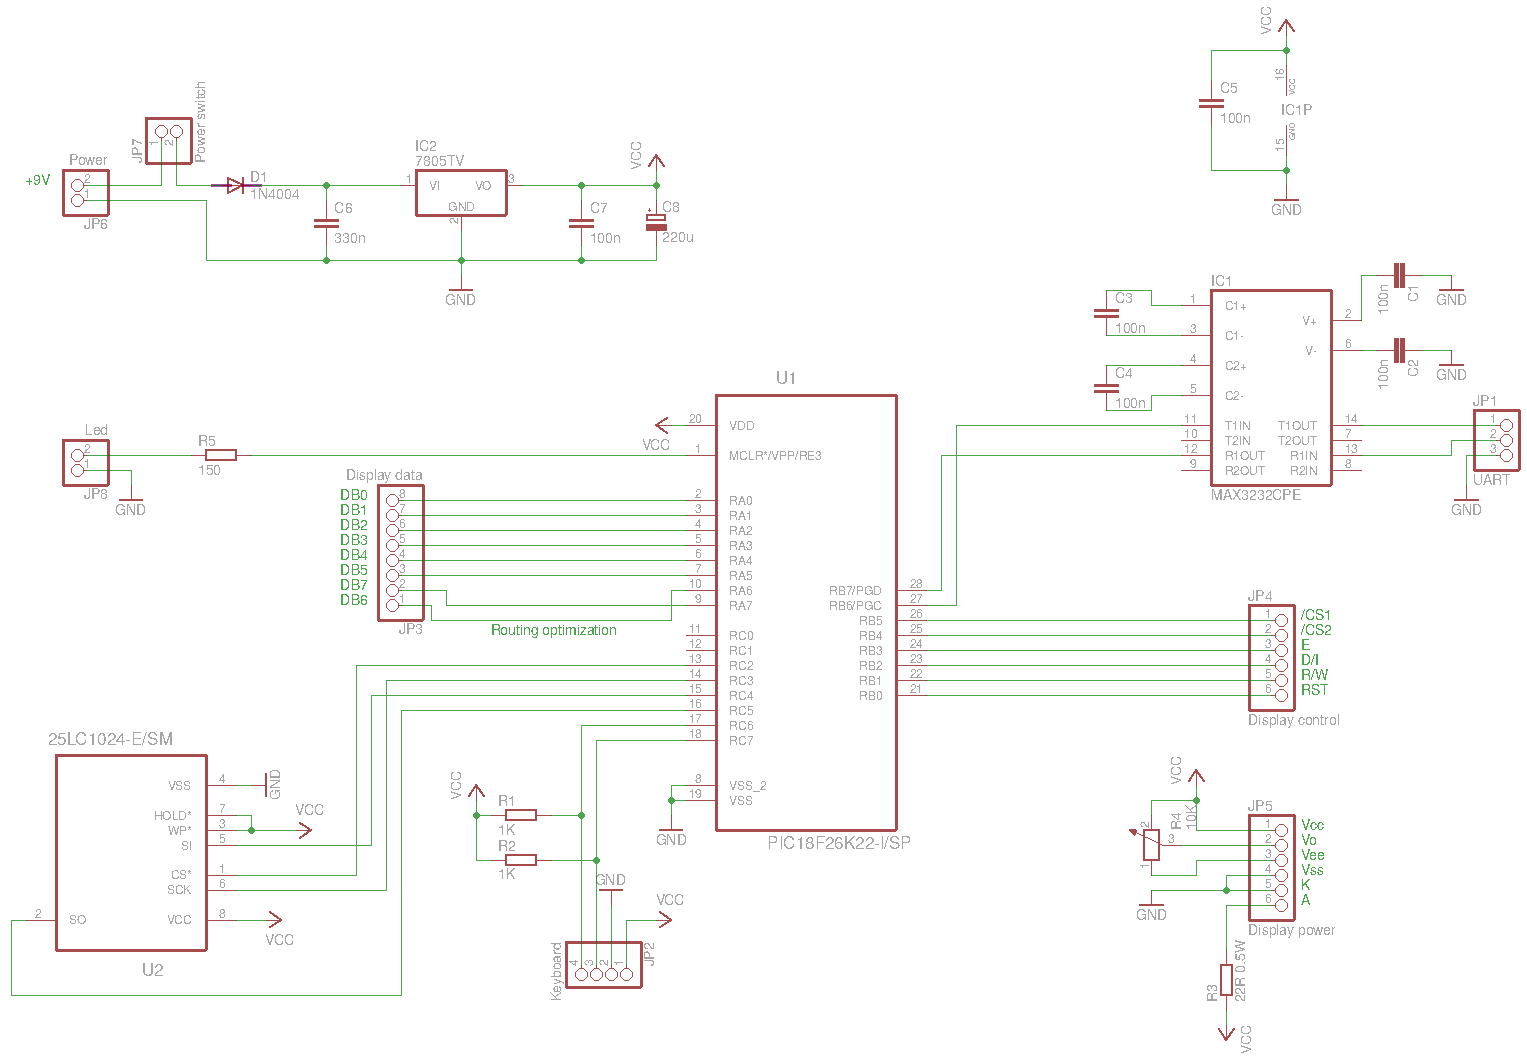 VCC
16
VCC
C5
100n
IC1P
GND
15
GND
Power
+9V
2
1
JP6
JP7
1
2
Power switch
D1
1N4004
C6
330n
IC2
7805TV
1
VI
VO
3
GND
2
GND
C7
100n
VCC
C8
+
220u
IC1
C3
100n
C4
100n
1
C1+
3
C1-
4
C2+
5
C2-
11
T1IN
10
T2IN
12
R1OUT
9
R2OUT
V+
2
V-
6
T1OUT
14
T2OUT
7
R1IN
13
R2IN
8
MAX3232CPE
100n
C1
GND
100n
C2
GND
JP1
1
2
3
UART
GND
Led
2
1
JP8
GND
R5
150
VCC
U1
20
VDD
1
MCLR*/VPP/RE3
2
RA0
3
RA1
4
RA2
5
RA3
6
RA4
7
RA5
10
RA6
9
RA7
11
RC0
12
RC1
13
RC2
14
RC3
15
RC4
16
RC5
17
RC6
18
RC7
8
VSS_2
19
VSS
GND
RB7/PGD
28
RB6/PGC
27
RB5
26
RB4
25
RB3
24
RB2
23
RB1
22
RB0
21
PIC18F26K22-I/SP
Display data
DB0
8
DB1
7
DB2
6
DB3
5
DB4
4
DB5
3
DB7
2
DB6
1
JP3
Routing optimization
JP4
1
/CS1
2
/CS2
3
E
4
D/I
5
R/W
6
RST
Display control
25LC1024-E/SM
VSS
4
GND
HOLD*
7
WP*
3
VCC
SI
5
CS*
1
SCK
6
VCC
8
VCC
2
SO
U2
VCC
R1
1K
R2
1K
GND
VCC
Keyboard
4
3
2
1
JP2
VCC
2
R4
10K
3
1
GND
JP5
1
Vcc
2
Vo
3
Vee
4
Vss
5
K
6
A
Display power
R3
22R 0.5W
VCC